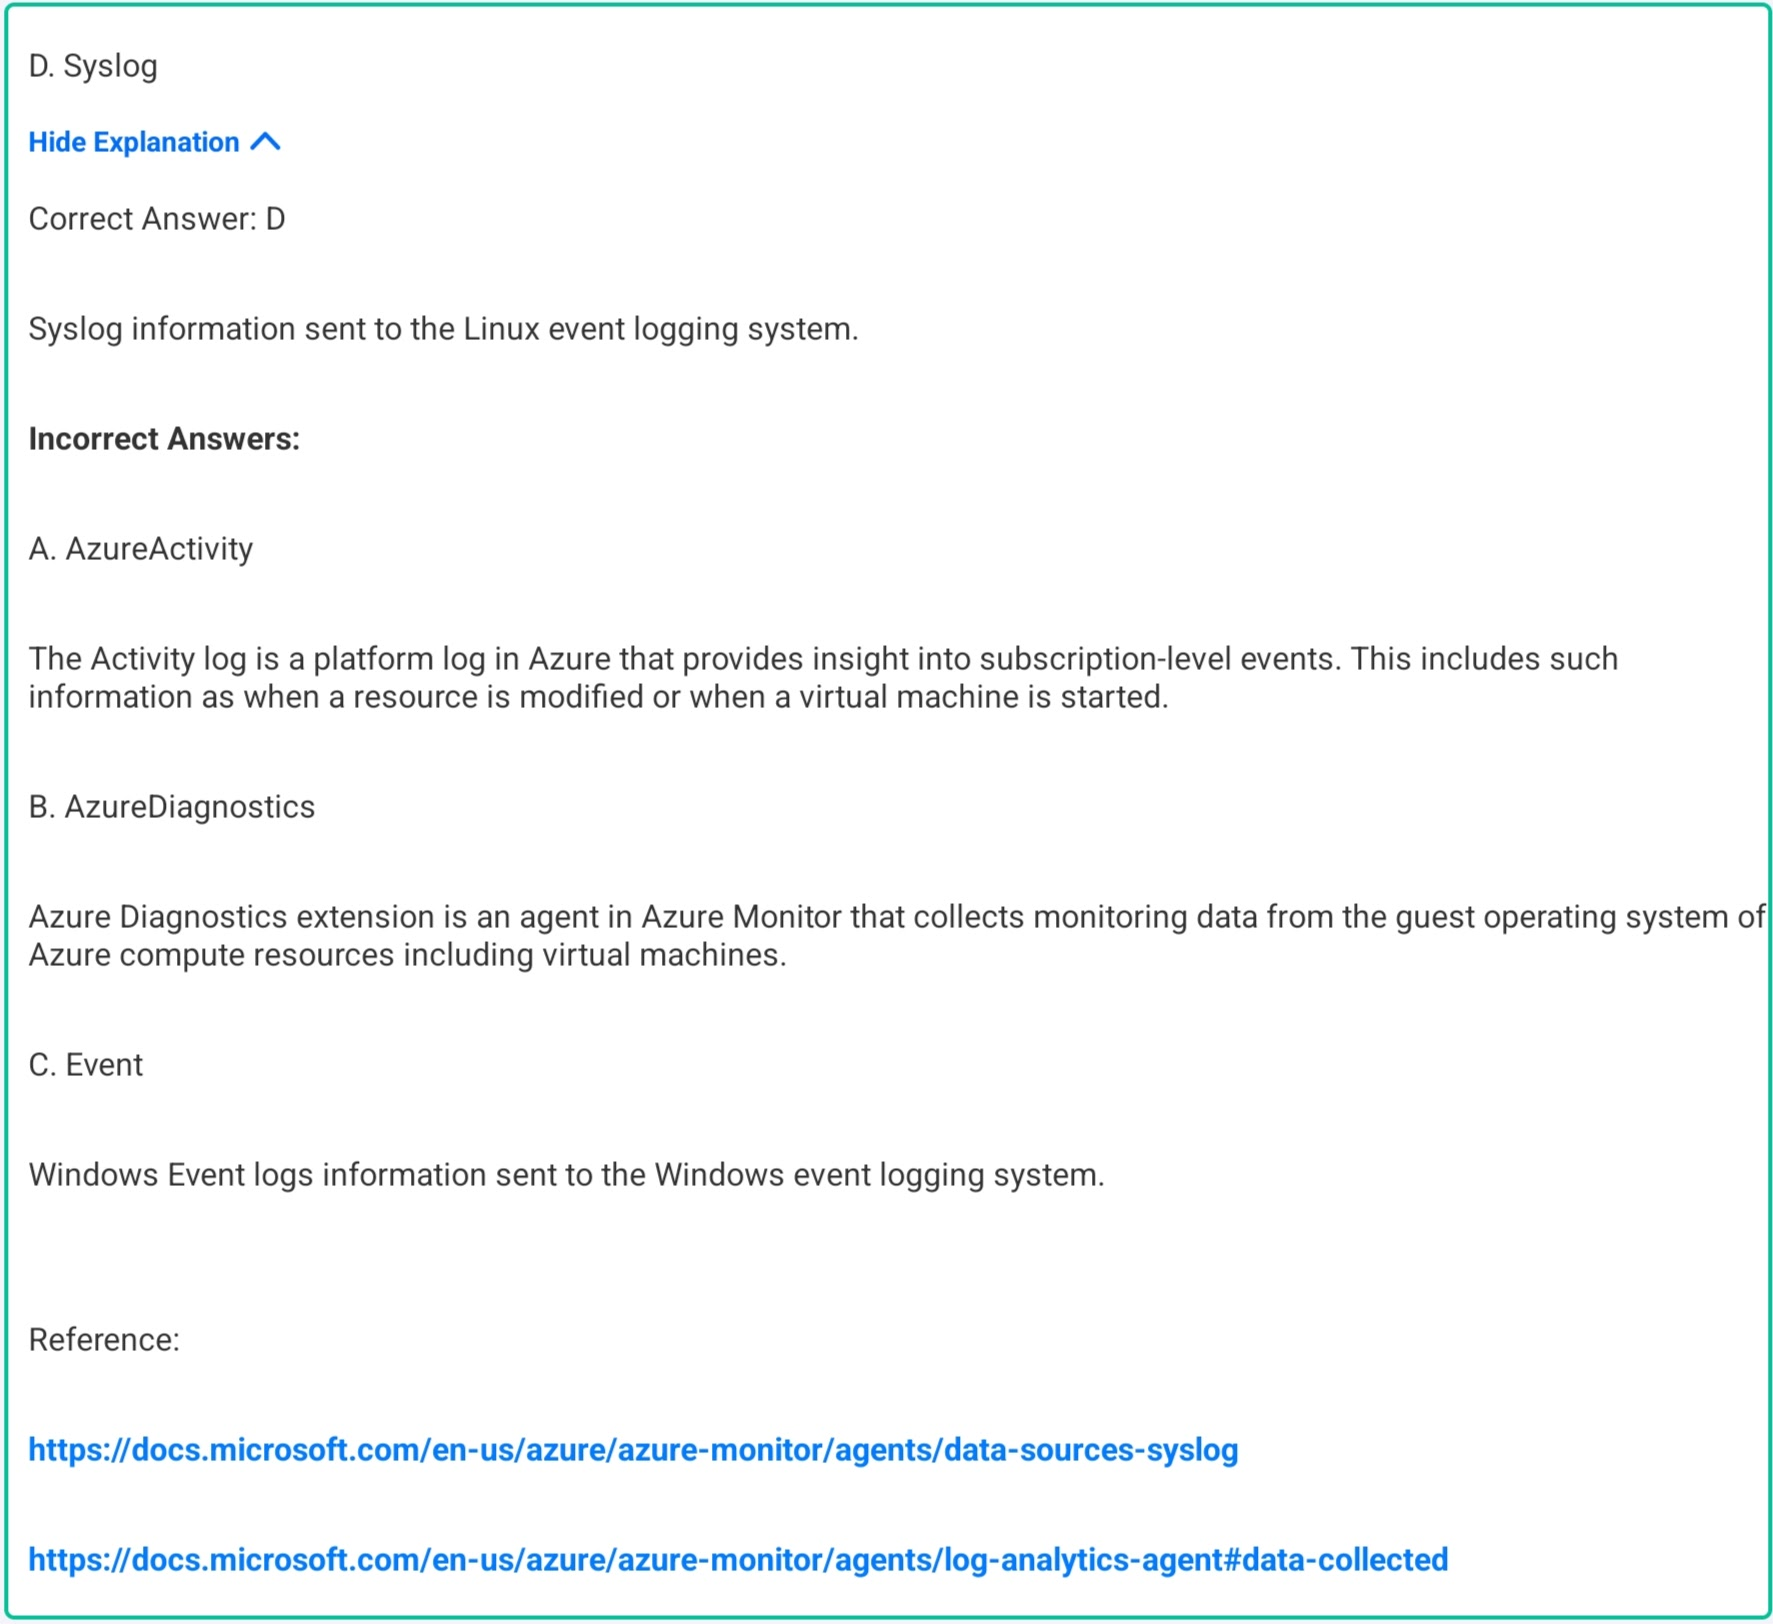 D. Syslog
Hide Explanation
Correct Answer: D
Syslog information sent to the Linux event logging system.
Incorrect Answers:
A. AzureActivity
The Activity log is a platform log in Azure that provides insight into subscription-level events. This includes such
information as when a resource is modified or when a virtual machine is started.
B. AzureDiagnostics
Azure Diagnostics extension is an agent in Azure Monitor that collects monitoring data from the guest operating system of
Azure compute resources including virtual machines.
C. Event
Windows Event logs information sent to the Windows event logging system.
Reference:
https://docs.microsoft.com/en-us/azure/azure-monitor/agents/data-sources-syslog
https://docs.microsoft.com/en-us/azure/azure-monitor/agents/log-analytics-agent#data-collected